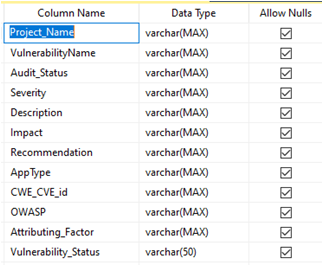 Column Name Data Type Allow Nulls
Project_Name varchar(MAX)
VulnerabilityName varchar(MAX)
Audit_Status varchar(MAX)
Severity varchar(MAX)
Description varchar(MAX)
Impact varchar(MAX)
Recommendation varchar(MAX)
AppType varchar(MAX)
CWE_CVE_id varchar(MAX)
OWASP varchar(MAX)
Attributing_Factor varchar(MAX)
Vulnerability_Status varchar(50)